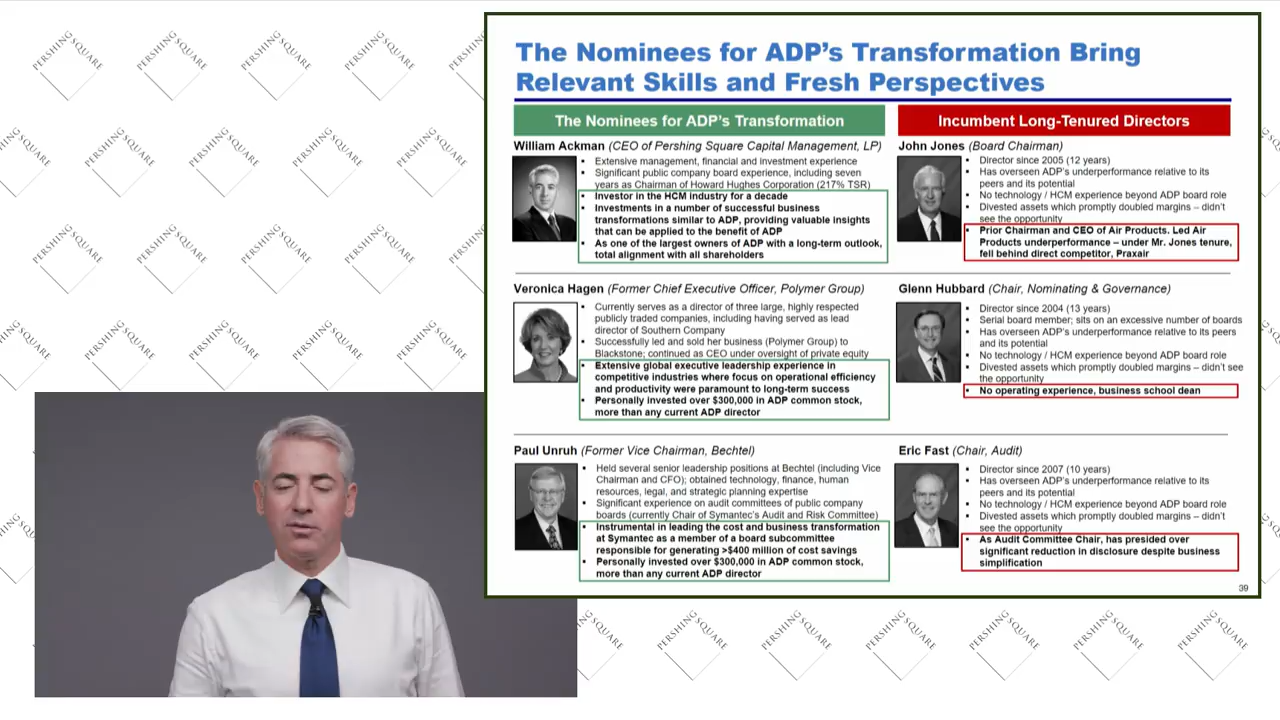 PERSHING SQUARE
The Nominees for ADP's Transformation Bring
Relevant Skills and Fresh Perspectives
The Nominees for ADP's Transformation
William Ackman (CEO of Pershing Square Capital Management, LP)
▪ Extensive management, financial and investment experience
▪ Significant public company board experience, including seven
years as Chairman of Howard Hughes Corporation (217% TSR)
▪ Investor in the HCM industry for a decade
▪ Investments in a number of successful business
transformations similar to ADP, providing valuable insights
that can be applied to the benefit of ADP
▪ As one of the largest owners of ADP with a long-term outlook,
total alignment with all shareholders
Veronica Hagen (Former Chief Executive Officer, Polymer Group)
▪ Currently serves as a director of three large, highly respected
publicly traded companies, including having served as lead
director of Southern Company
▪ Successfully led and sold her business (Polymer Group) to
Blackstone; continued as CEO under oversight of private equity
▪ Extensive global executive leadership experience in
competitive industries where focus on operational efficiency
and productivity were paramount to long-term success
▪ Personally invested over $300,000 in ADP common stock,
more than any current ADP director
Paul Unruh (Former Vice Chairman, Bechtel)
▪ Held several senior leadership positions at Bechtel (including Vice
Chairman and CFO); obtained technology, finance, human
resources, legal, and strategic planning expertise
▪ Significant experience on audit committees of public company
boards (currently Chair of Symantec's Audit and Risk Committee)
▪ Instrumental in leading the cost and business transformation
at Symantec as a member of a board subcommittee
responsible for generating >$400 million of cost savings
▪ Personally invested over $300,000 in ADP common stock,
more than any current ADP director
Incumbent Long-Tenured Directors
John Jones (Board Chairman)
▪ Director since 2005 (12 years)
▪ Has overseen ADP's underperformance relative to its
peers and its potential
▪ No technology / HCM experience beyond ADP board role
▪ Divested assets which promptly doubled margins – didn't
see the opportunity
▪ Prior Chairman and CEO of Air Products. Led Air
Products underperformance – under Mr. Jones tenure,
fell behind direct competitor, Praxair
Glenn Hubbard (Chair, Nominating & Governance)
▪ Director since 2004 (13 years)
▪ Serial board member; sits on an excessive number of boards
▪ Has overseen ADP's underperformance relative to its peers
and its potential
▪ No technology / HCM experience beyond ADP board role
▪ Divested assets which promptly doubled margins – didn't see
the opportunity
▪ No operating experience, business school dean
Eric Fast (Chair, Audit)
▪ Director since 2007 (10 years)
▪ Has overseen ADP's underperformance relative to its
peers and its potential
▪ No technology / HCM experience beyond ADP board role
▪ Divested assets which promptly doubled margins – didn't
see the opportunity
▪ As Audit Committee Chair, has presided over
significant reduction in disclosure despite business
simplification
39